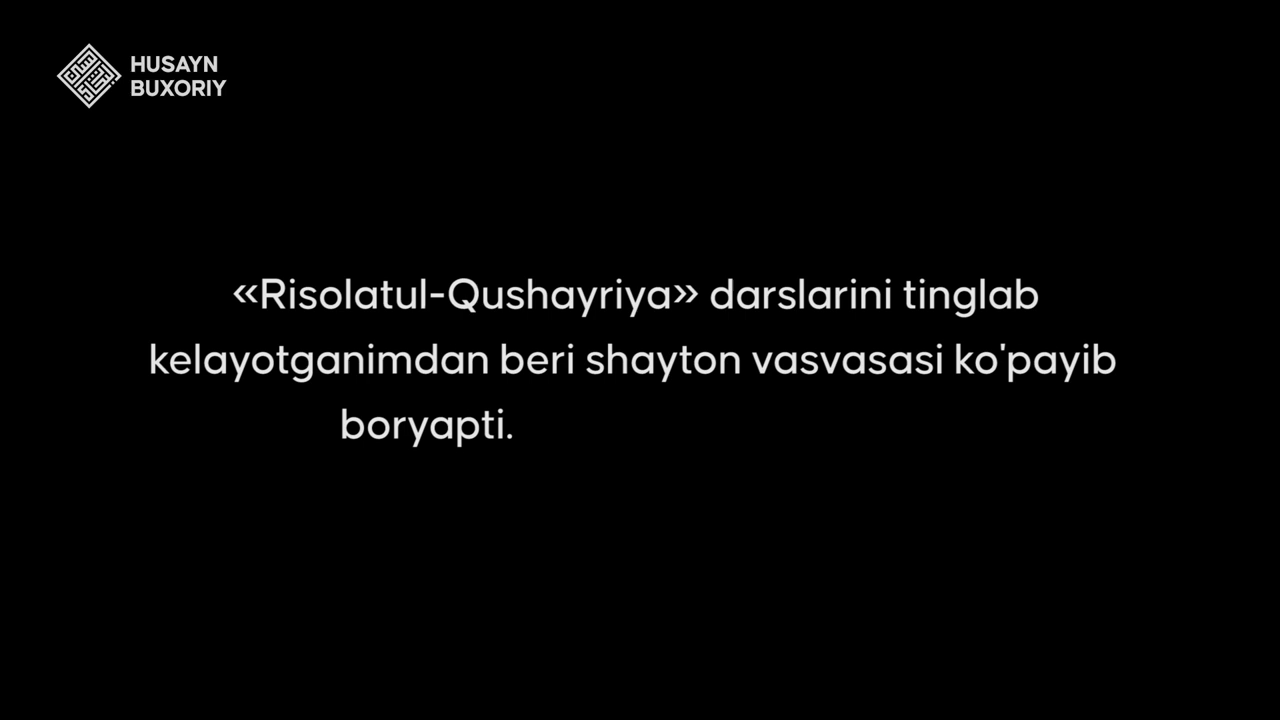 HUSAYN
BUXORIY
«Risolatul-Qushayriya» darslarini tinglab
kelayotganimdan beri shayton vasvasasi ko'payib
boryapti.